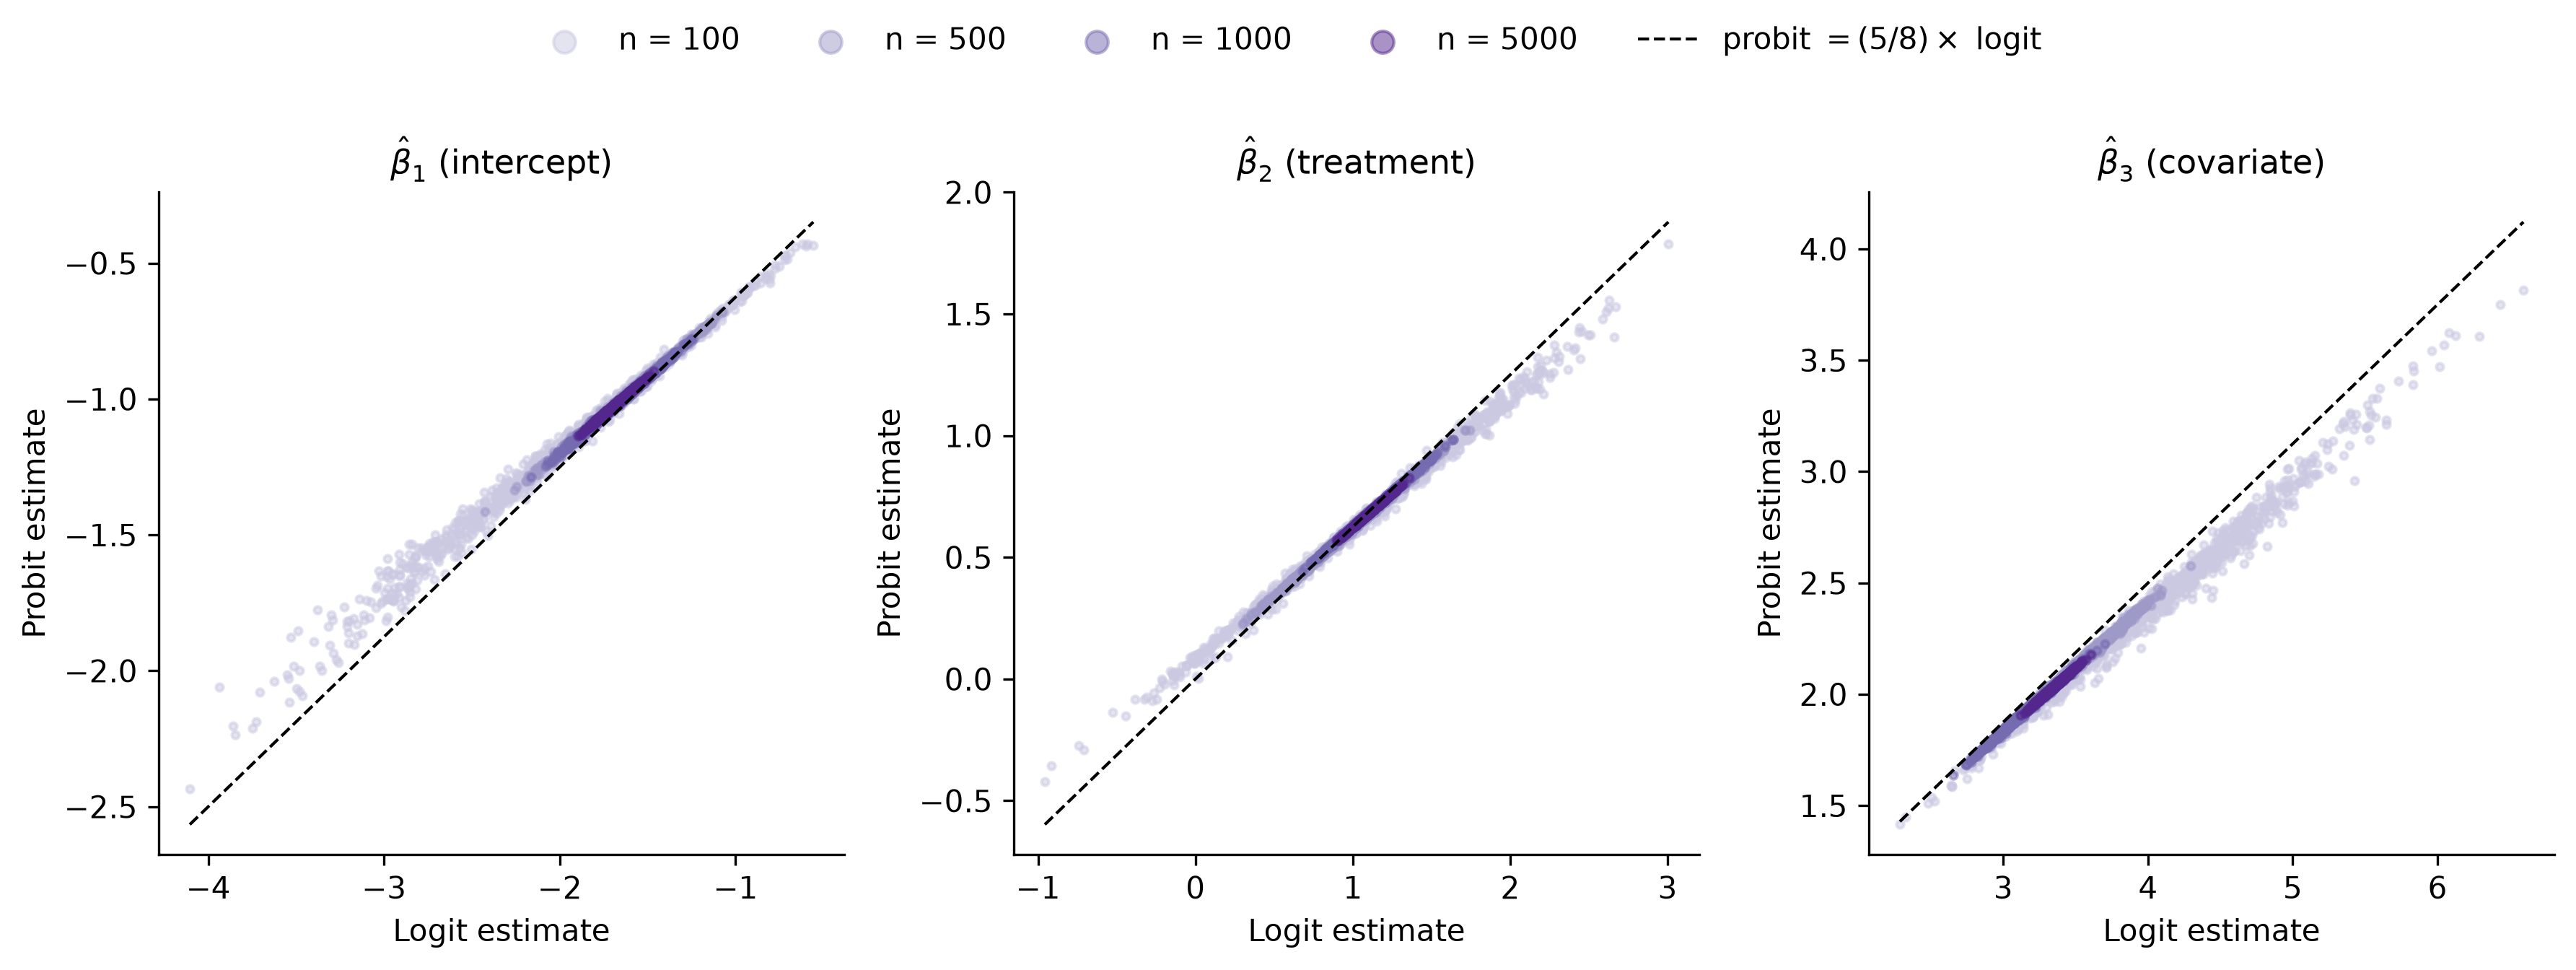 n = 100 n = 500 n = 1000 n = 5000 probit = (5/8) × logit
β̂₁ (intercept)
−0.5
−1.0
−1.5
−2.0
−2.5
Probit estimate
−4 −3 −2 −1
Logit estimate
β̂₂ (treatment)
2.0
1.5
1.0
0.5
0.0
−0.5
Probit estimate
−1 0 1 2 3
Logit estimate
β̂₃ (covariate)
4.0
3.5
3.0
2.5
2.0
1.5
Probit estimate
3 4 5 6
Logit estimate